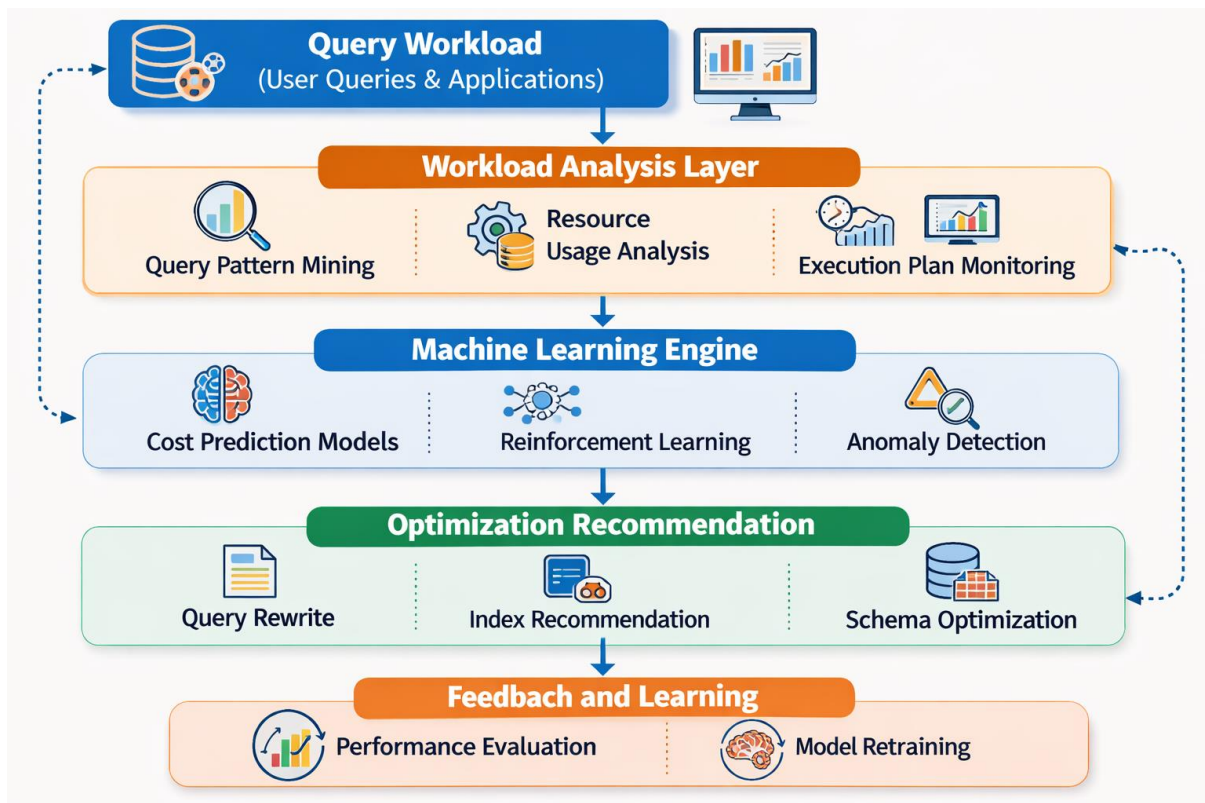 Query Workload
(User Queries & Applications)
Workload Analysis Layer
Query Pattern Mining
Resource
Usage Analysis
Execution Plan Monitoring
Machine Learning Engine
Cost Prediction Models
Reinforcement Learning
Anomaly Detection
Optimization Recommendation
Query Rewrite
Index Recommendation
Schema Optimization
Feedbach and Learning
Performance Evaluation
Model Retraining